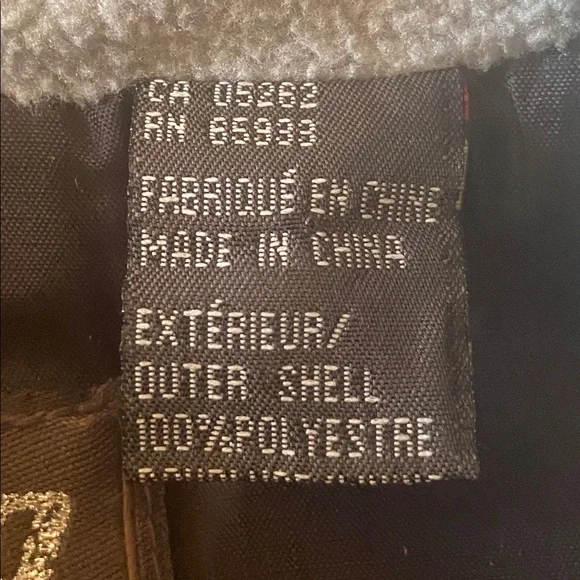 CA 05262
RN 65933
FABRIQUÉ EN CHINE
MADE IN CHINA
EXTÉRIEUR/
OUTER SHELL
100%POLYESTRE